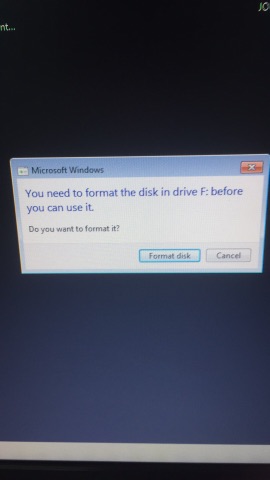 JO
nt...
Microsoft Windows
You need to format the disk in drive F: before
you can use it.
Do you want to format it?
Format disk
Cancel